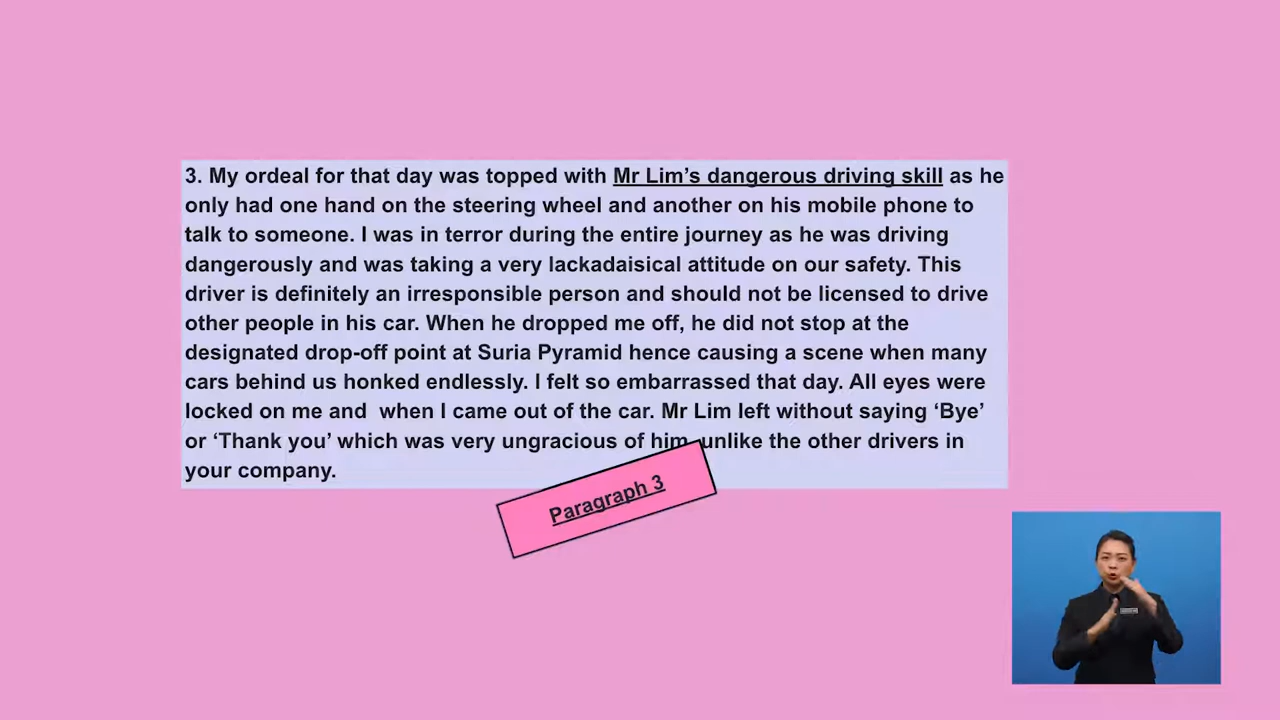 3. My ordeal for that day was topped with Mr Lim’s dangerous driving skill as he
only had one hand on the steering wheel and another on his mobile phone to
talk to someone. I was in terror during the entire journey as he was driving
dangerously and was taking a very lackadaisical attitude on our safety. This
driver is definitely an irresponsible person and should not be licensed to drive
other people in his car. When he dropped me off, he did not stop at the
designated drop-off point at Suria Pyramid hence causing a scene when many
cars behind us honked endlessly. I felt so embarrassed that day. All eyes were
locked on me and  when I came out of the car. Mr Lim left without saying ‘Bye’
or ‘Thank you’ which was very ungracious of him, unlike the other drivers in
your company.
Paragraph 3